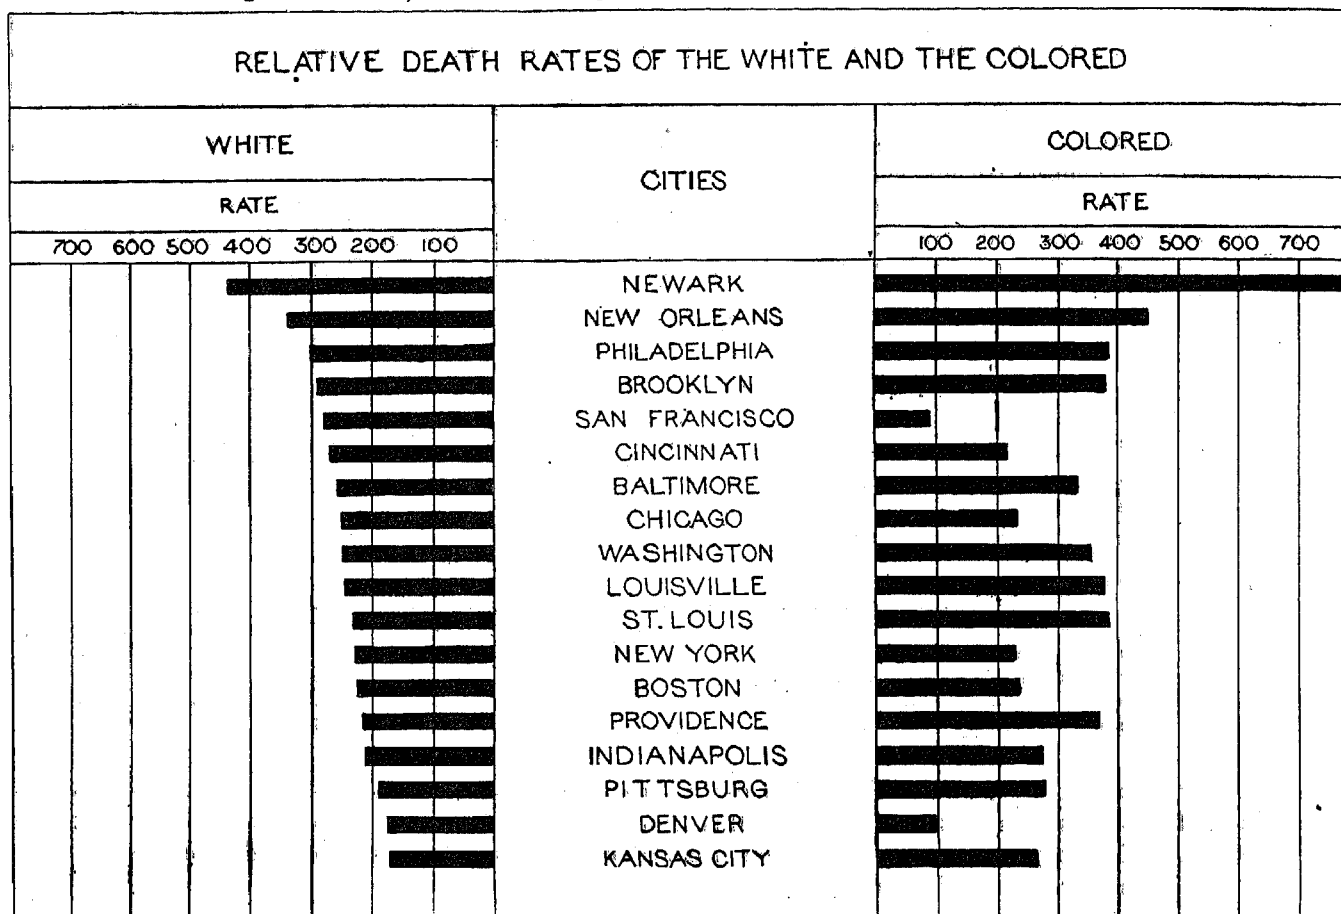 RELATIVE DEATH RATES OF THE WHITE AND THE COLORED
WHITE
CITIES
COLORED
RATE
RATE
700 600 500 400 300 200 100
100 200 300 400 500 600 700
NEWARK
NEW ORLEANS
PHILADELPHIA
BROOKLYN
SAN FRANCISCO
CINCINNATI
BALTIMORE
CHICAGO
WASHINGTON
LOUISVILLE
ST. LOUIS
NEW YORK
BOSTON
PROVIDENCE
INDIANAPOLIS
PITTSBURG
DENVER
KANSAS CITY